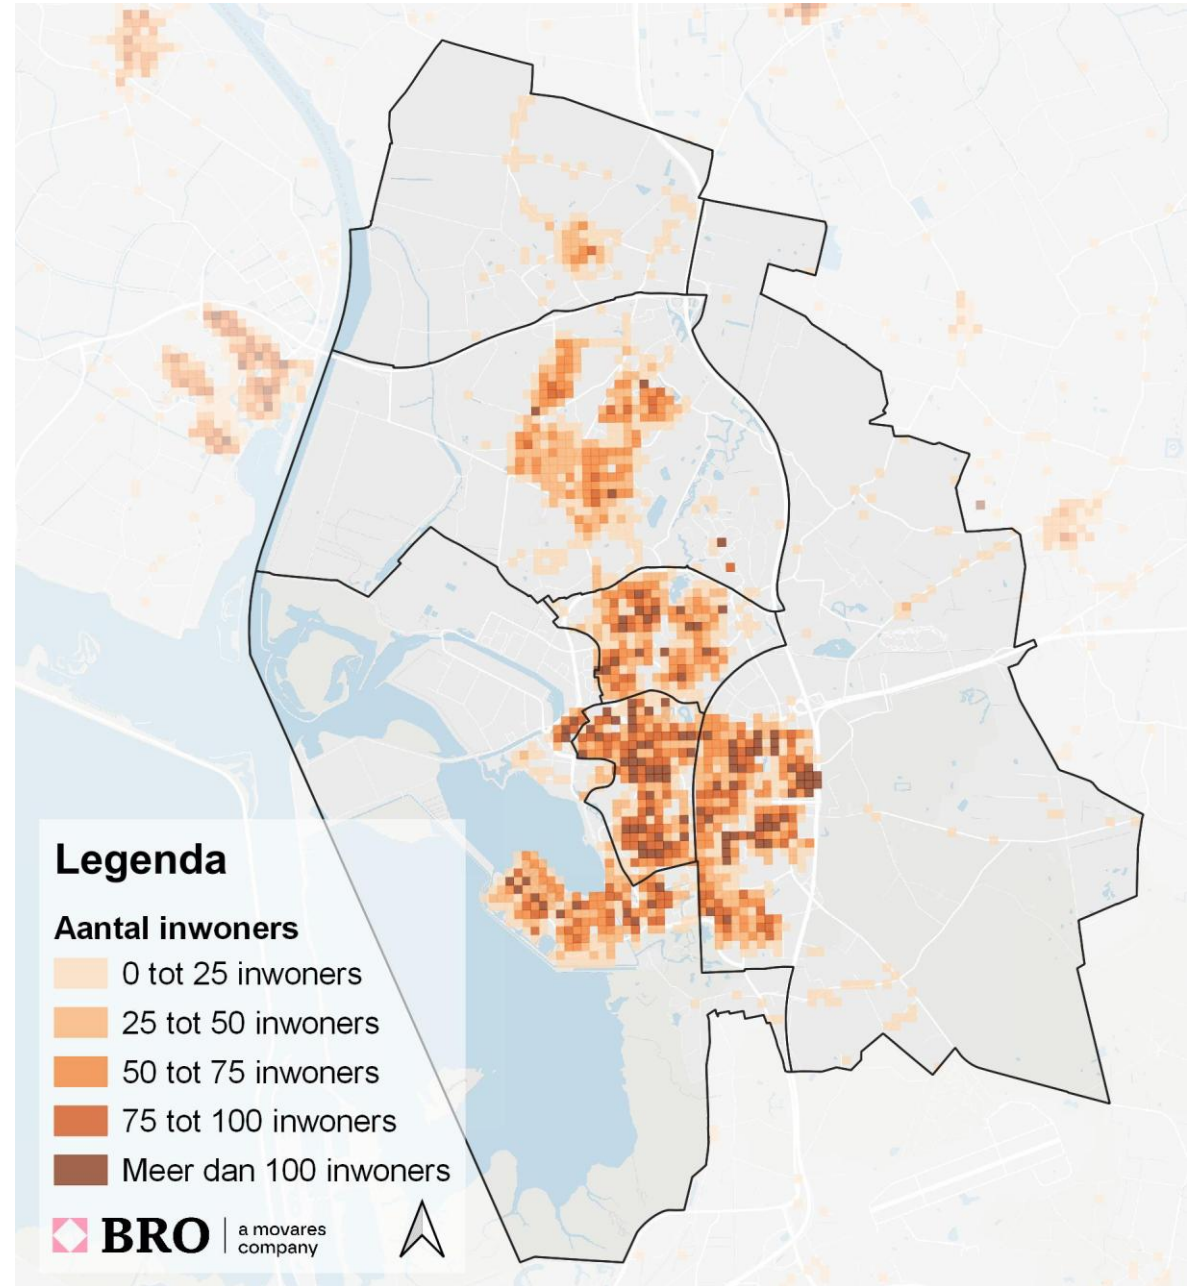 Legenda
Aantal inwoners
0 tot 25 inwoners
25 tot 50 inwoners
50 tot 75 inwoners
75 tot 100 inwoners
Meer dan 100 inwoners
BRO
a movares
company